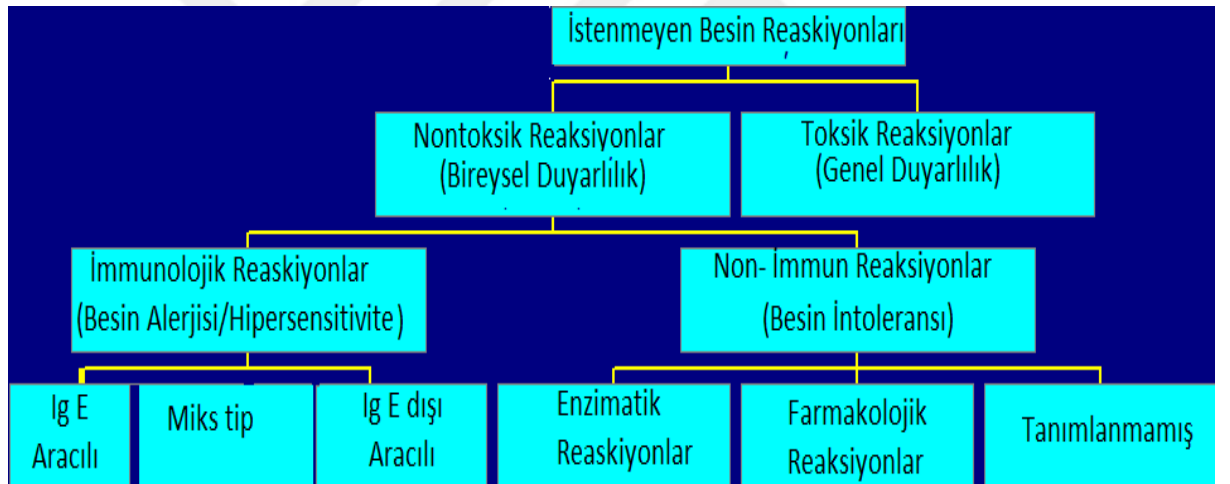 İstenmeyen Besin Reaskiyonları
Nontoksik Reaksiyonlar
(Bireysel Duyarlılık)
Toksik Reaksiyonlar
(Genel Duyarlılık)
İmmunolojik Reaskiyonlar
(Besin Alerjisi/Hipersensitivite)
Non- İmmun Reaksiyonlar
(Besin İntoleransı)
Ig E
Aracılı
Miks tip
Ig E dışı
Aracılı
Enzimatik
Reaskiyonlar
Farmakolojik
Reaksiyonlar
Tanımlanmamış